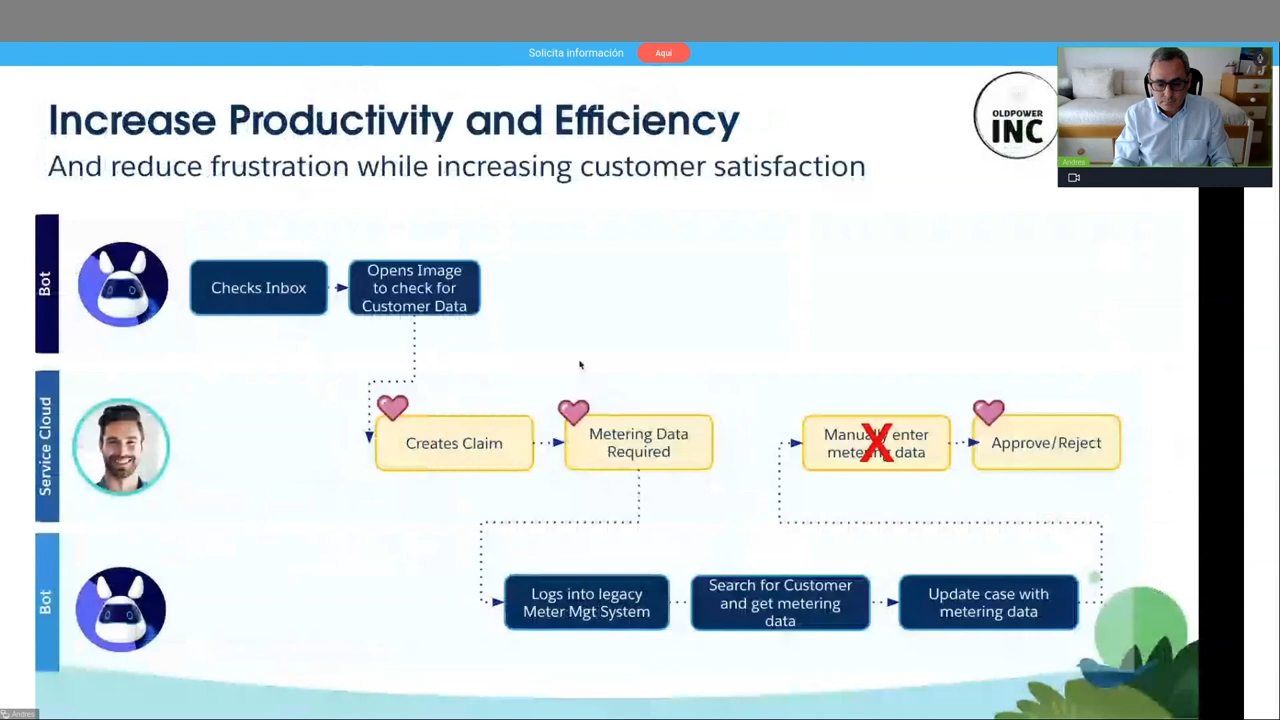 Solicita información
Aquí
Increase Productivity and Efficiency
And reduce frustration while increasing customer satisfaction
OLDPOWER
INC
Andres
Bot
Checks Inbox
Opens Image
to check for
Customer Data
Service Cloud
Creates Claim
Metering Data
Required
Manually enter
metering data
X
Approve/Reject
Bot
Logs into legacy
Meter Mgt System
Search for Customer
and get metering
data
Update case with
metering data
Andres